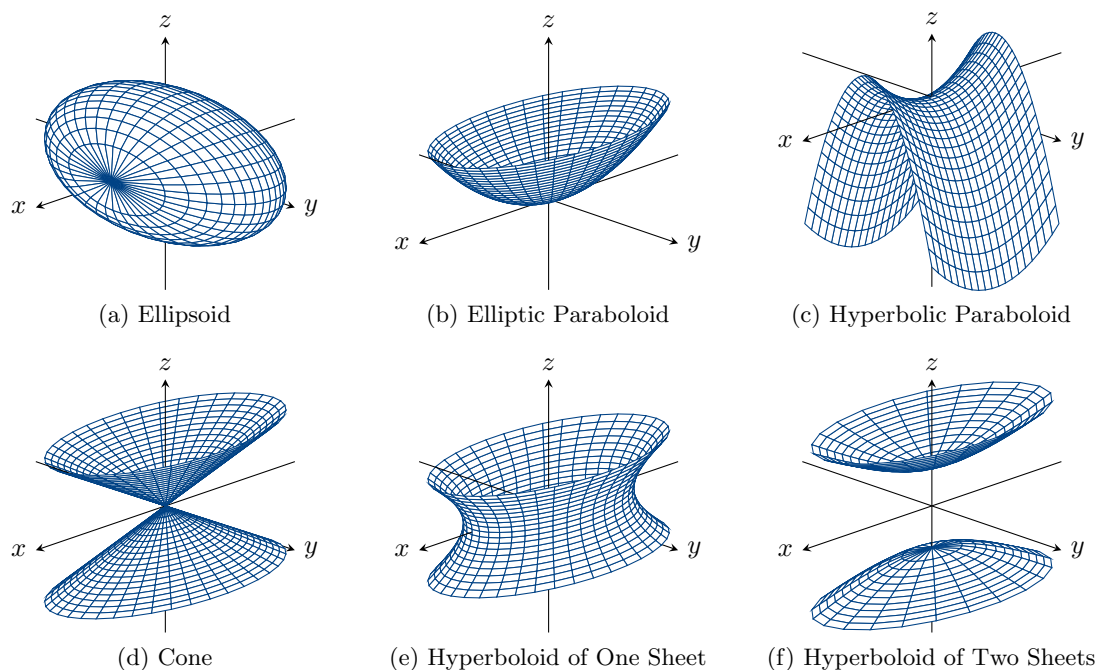 z
x
y
(a) Ellipsoid
z
x
y
(b) Elliptic Paraboloid
z
x
y
(c) Hyperbolic Paraboloid
z
x
y
(d) Cone
z
x
y
(e) Hyperboloid of One Sheet
z
x
y
(f) Hyperboloid of Two Sheets